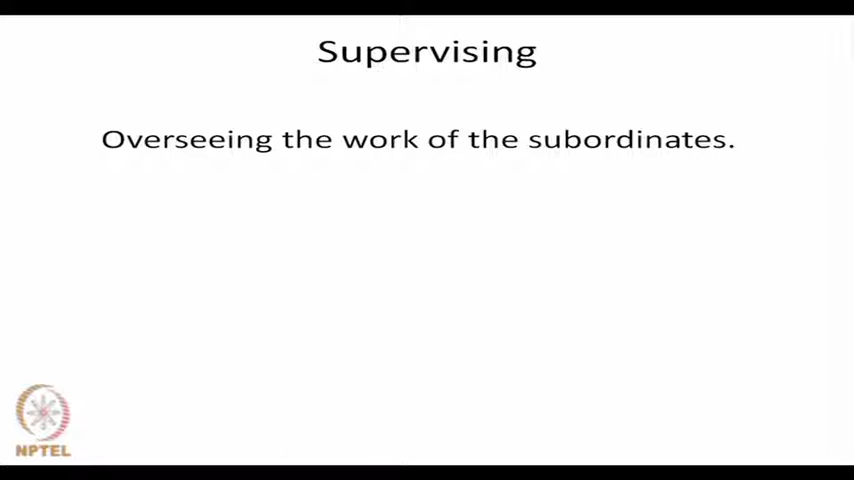 Supervising
Overseeing the work of the subordinates.
NPTEL